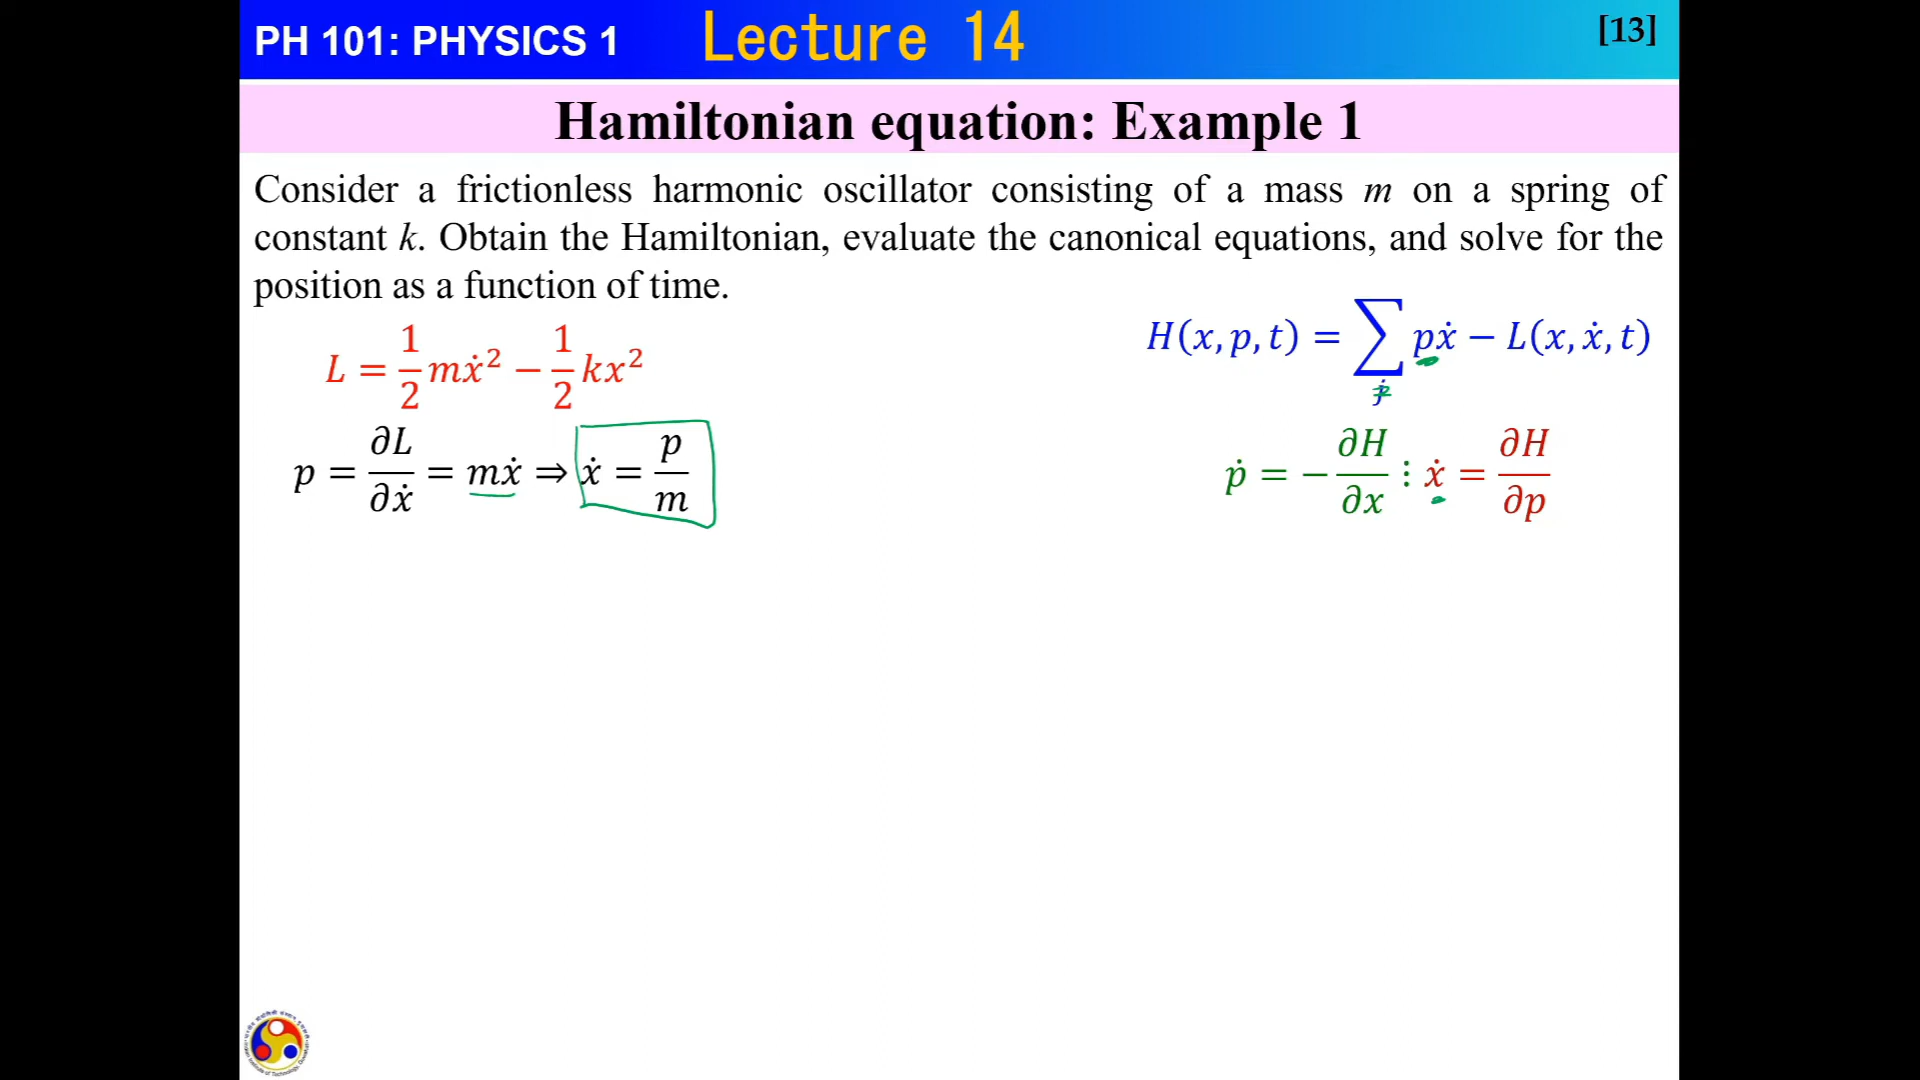 PH 101: PHYSICS 1 Lecture 14 [13]
Hamiltonian equation: Example 1
Consider a frictionless harmonic oscillator consisting of a mass m on a spring of
constant k. Obtain the Hamiltonian, evaluate the canonical equations, and solve for the
position as a function of time.
L = 1/2 mẋ² − 1/2 kx²
H(x, p, t) = ∑ pẋ − L(x, ẋ, t)
p = ∂L/∂ẋ = mẋ ⇒ ẋ = p/m
ṗ = − ∂H/∂x ⋮ ẋ = ∂H/∂p